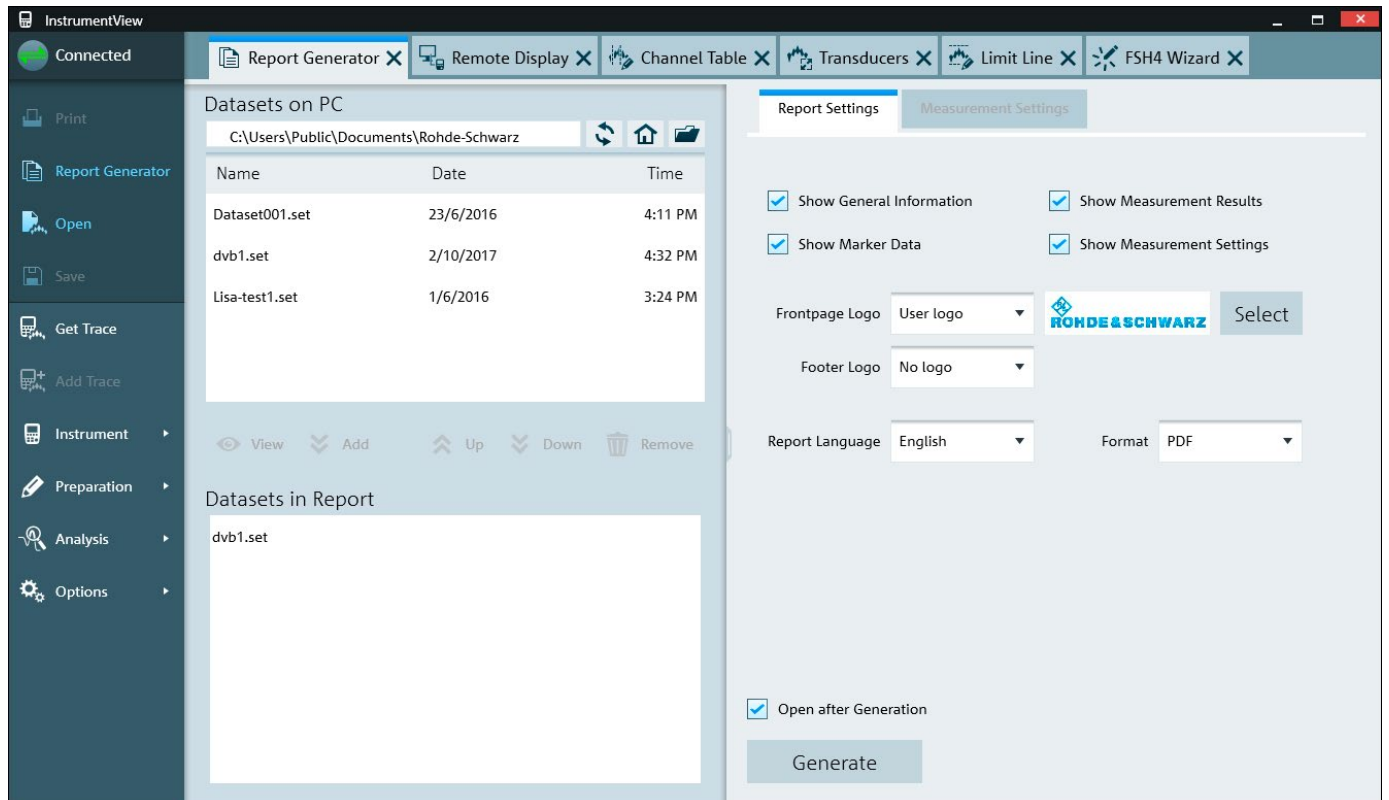 InstrumentView
Connected
Report Generator
Remote Display
Channel Table
Transducers
Limit Line
FSH4 Wizard
Print
Report Generator
Open
Save
Get Trace
Add Trace
Instrument
Preparation
Analysis
Options
Datasets on PC
C:\Users\Public\Documents\Rohde-Schwarz
Name Date Time
Dataset001.set 23/6/2016 4:11 PM
dvb1.set 2/10/2017 4:32 PM
Lisa-test1.set 1/6/2016 3:24 PM
View Add Up Down Remove
Datasets in Report
dvb1.set
Report Settings Measurement Settings
Show General Information Show Measurement Results
Show Marker Data Show Measurement Settings
Frontpage Logo User logo ROHDE&SCHWARZ Select
Footer Logo No logo
Report Language English Format PDF
Open after Generation
Generate